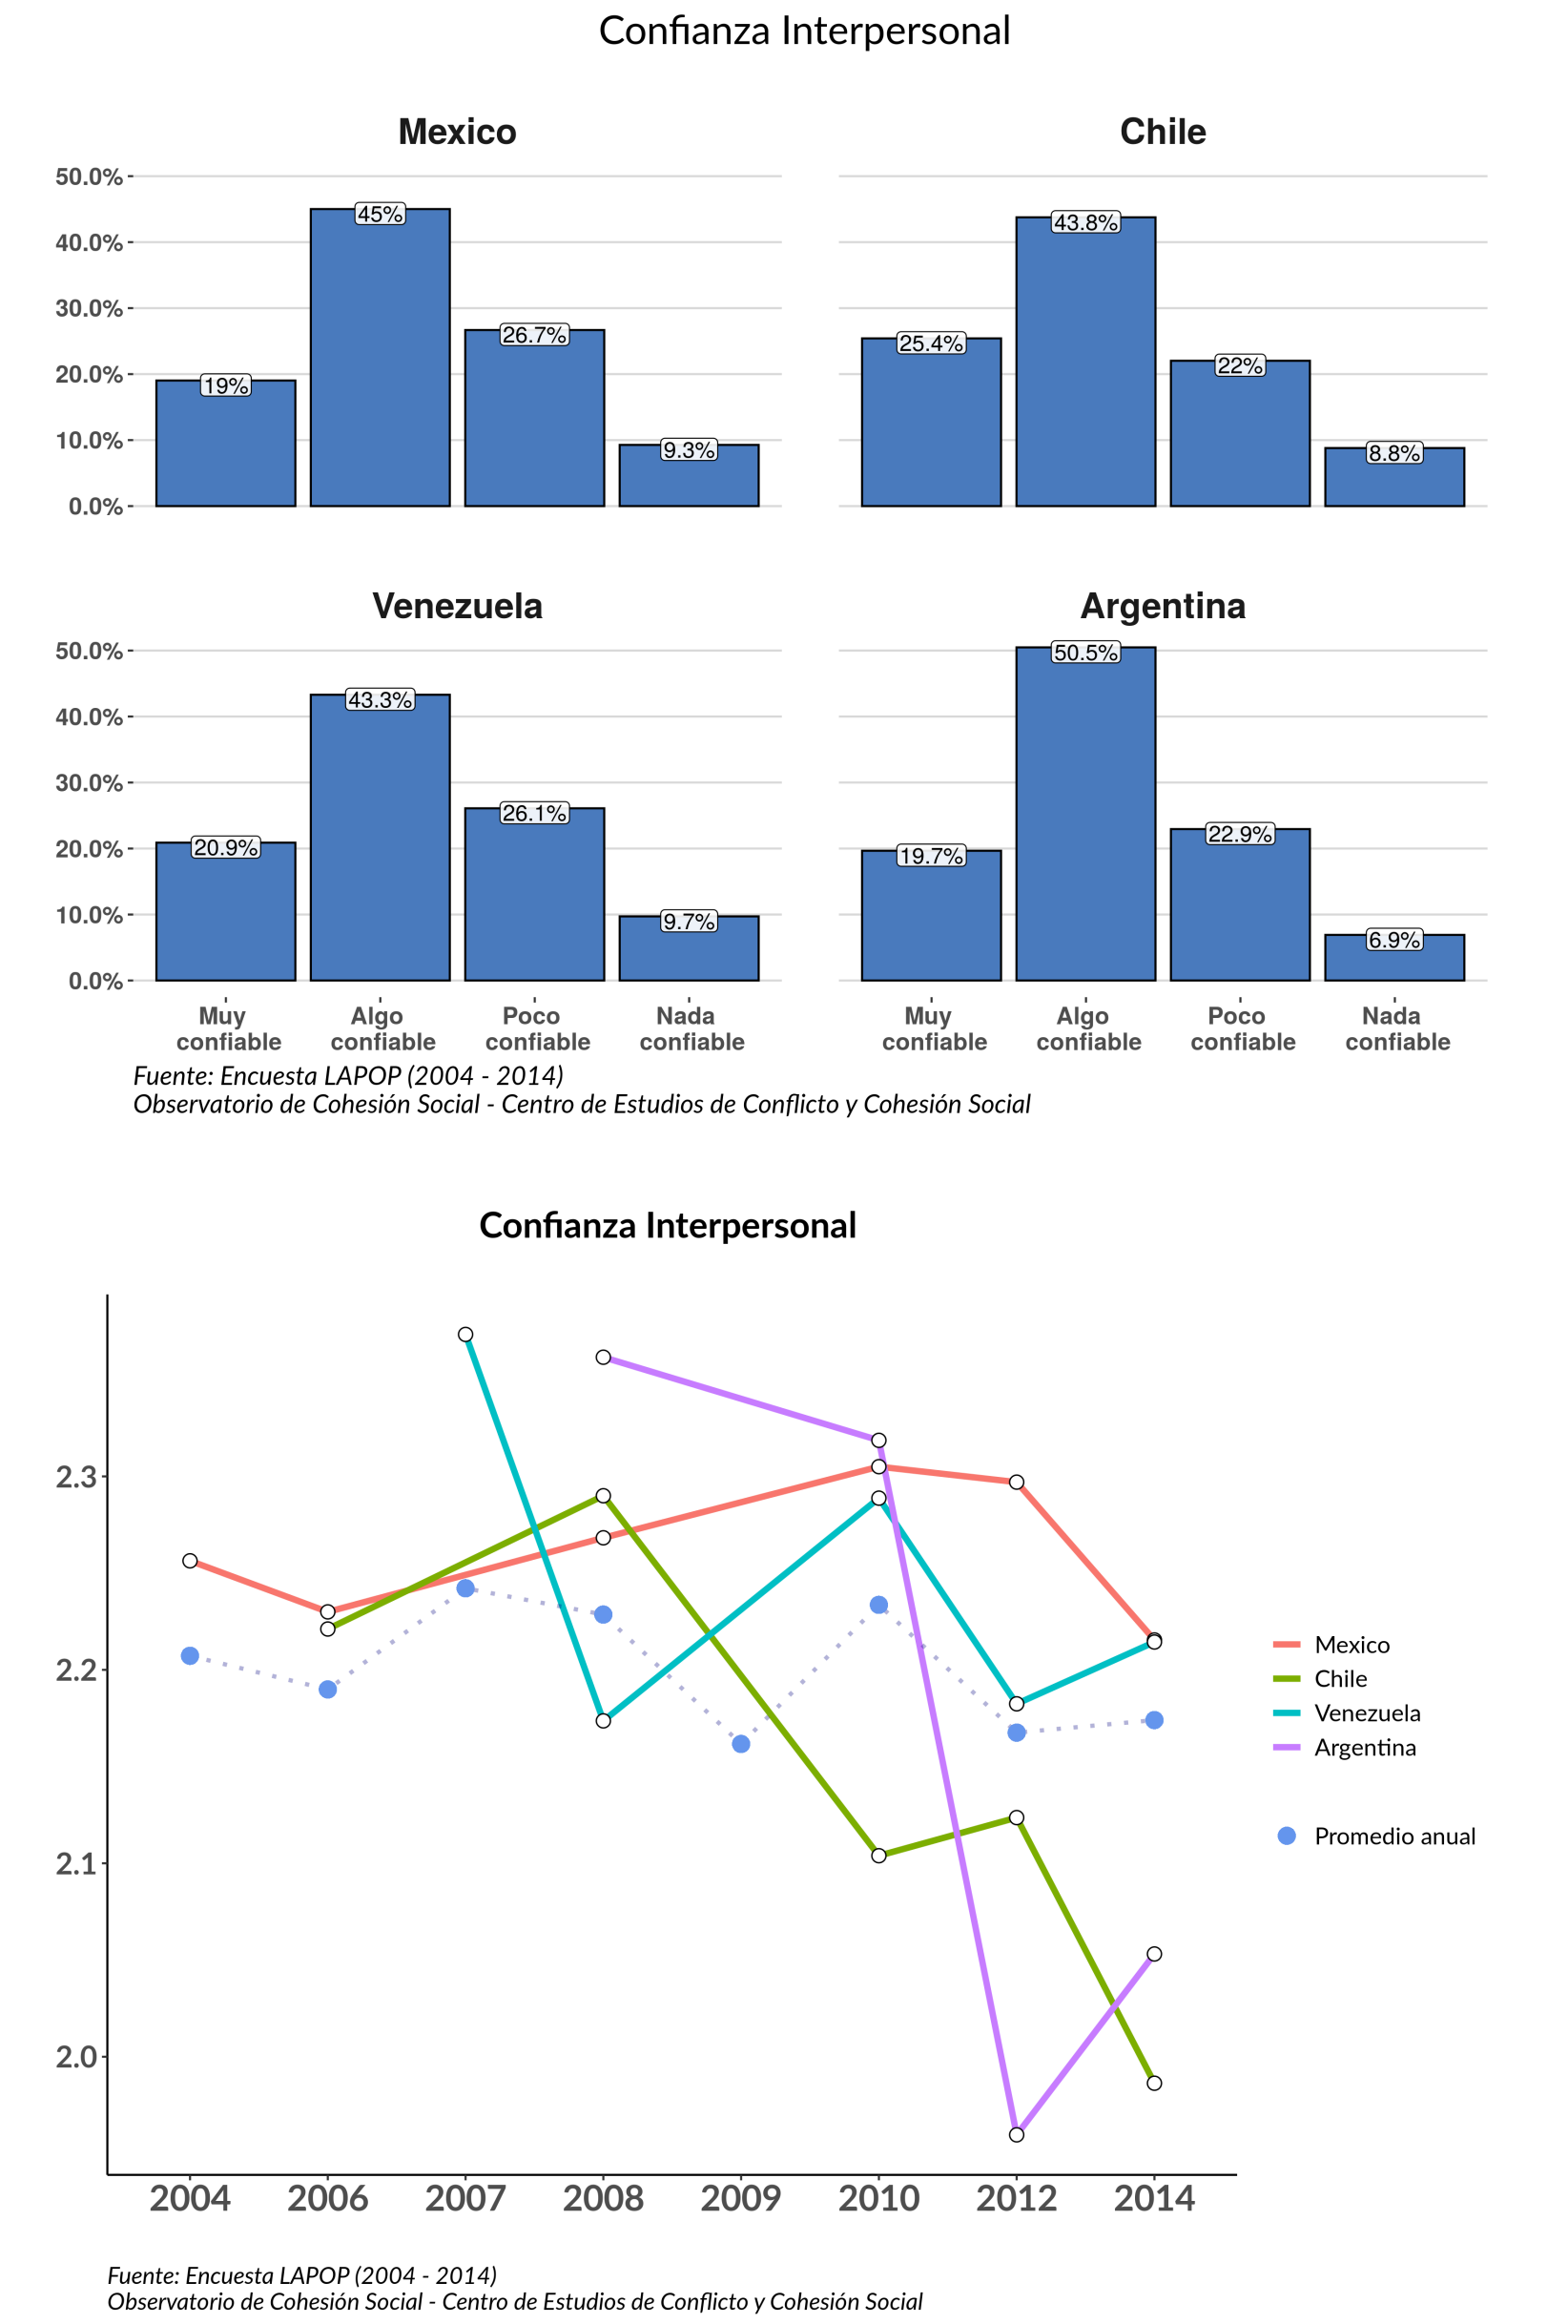 Confianza Interpersonal
Mexico
Chile
50.0%
40.0%
30.0%
20.0%
10.0%
0.0%
19%
45%
26.7%
9.3%
25.4%
43.8%
22%
8.8%
Venezuela
Argentina
50.0%
40.0%
30.0%
20.0%
10.0%
0.0%
20.9%
43.3%
26.1%
9.7%
19.7%
50.5%
22.9%
6.9%
Muy confiable
Algo confiable
Poco confiable
Nada confiable
Muy confiable
Algo confiable
Poco confiable
Nada confiable
Fuente: Encuesta LAPOP (2004 - 2014)
Observatorio de Cohesión Social - Centro de Estudios de Conflicto y Cohesión Social
Confianza Interpersonal
2.3
2.2
2.1
2.0
2004 2006 2007 2008 2009 2010 2012 2014
Mexico
Chile
Venezuela
Argentina
Promedio anual
Fuente: Encuesta LAPOP (2004 - 2014)
Observatorio de Cohesión Social - Centro de Estudios de Conflicto y Cohesión Social